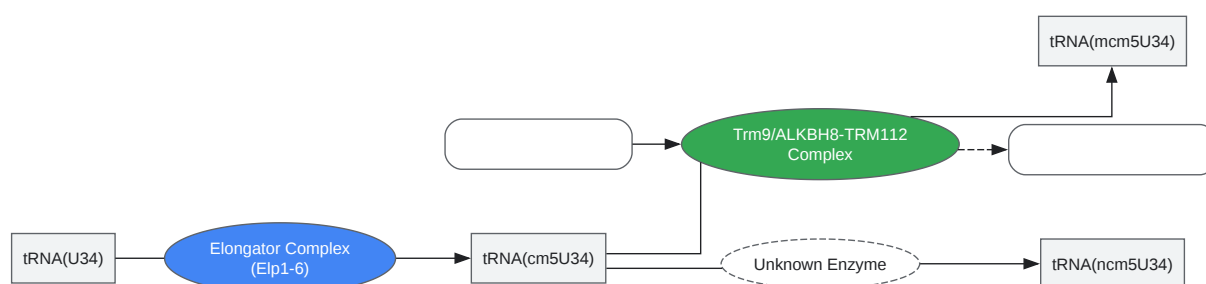 tRNA(mcm5U34)
Trm9/ALKBH8-TRM112
Complex
tRNA(U34)
Elongator Complex
(Elp1-6)
tRNA(cm5U34)
Unknown Enzyme
tRNA(ncm5U34)